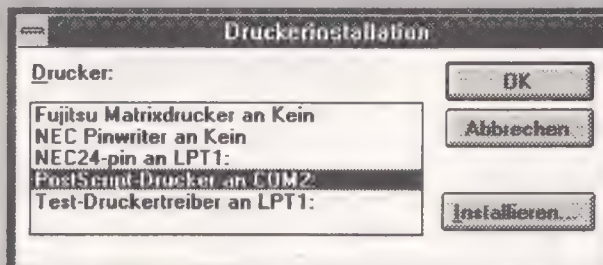 Druckerinstallation
Drucker:
OK
Fujitsu Matrixdrucker an Kein
NEC Pinwriter an Kein
Abbrechen
NEC24-pin an LPT1:
PostScript-Drucker an COM2:
Test-Druckertreiber an LPT1:
Installieren...